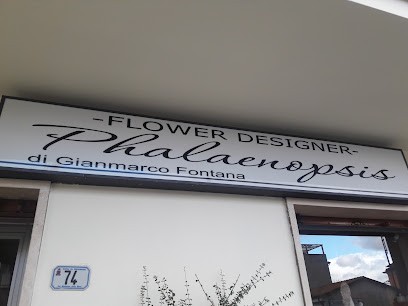 -FLOWER DESIGNER-
Phalaenopsis
di Gianmarco Fontana
74